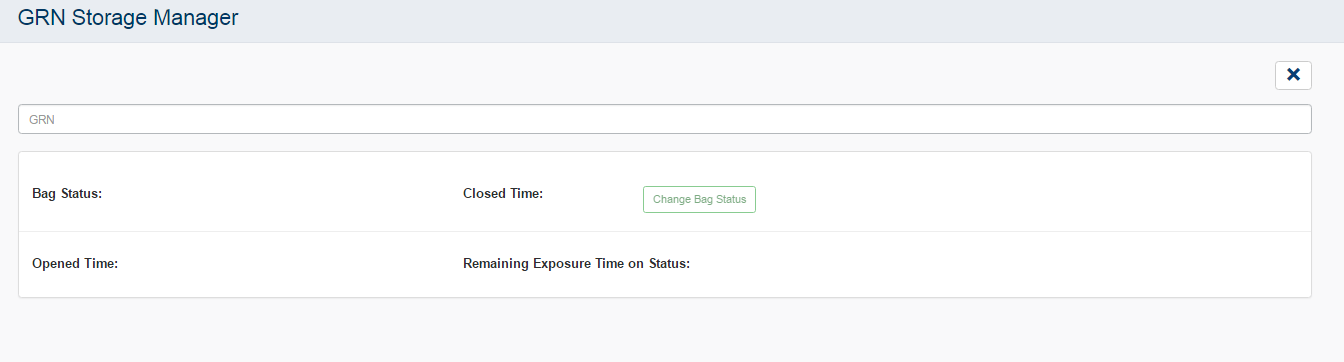 GRN Storage Manager
GRN
Bag Status:
Closed Time:
Change Bag Status
Opened Time:
Remaining Exposure Time on Status: